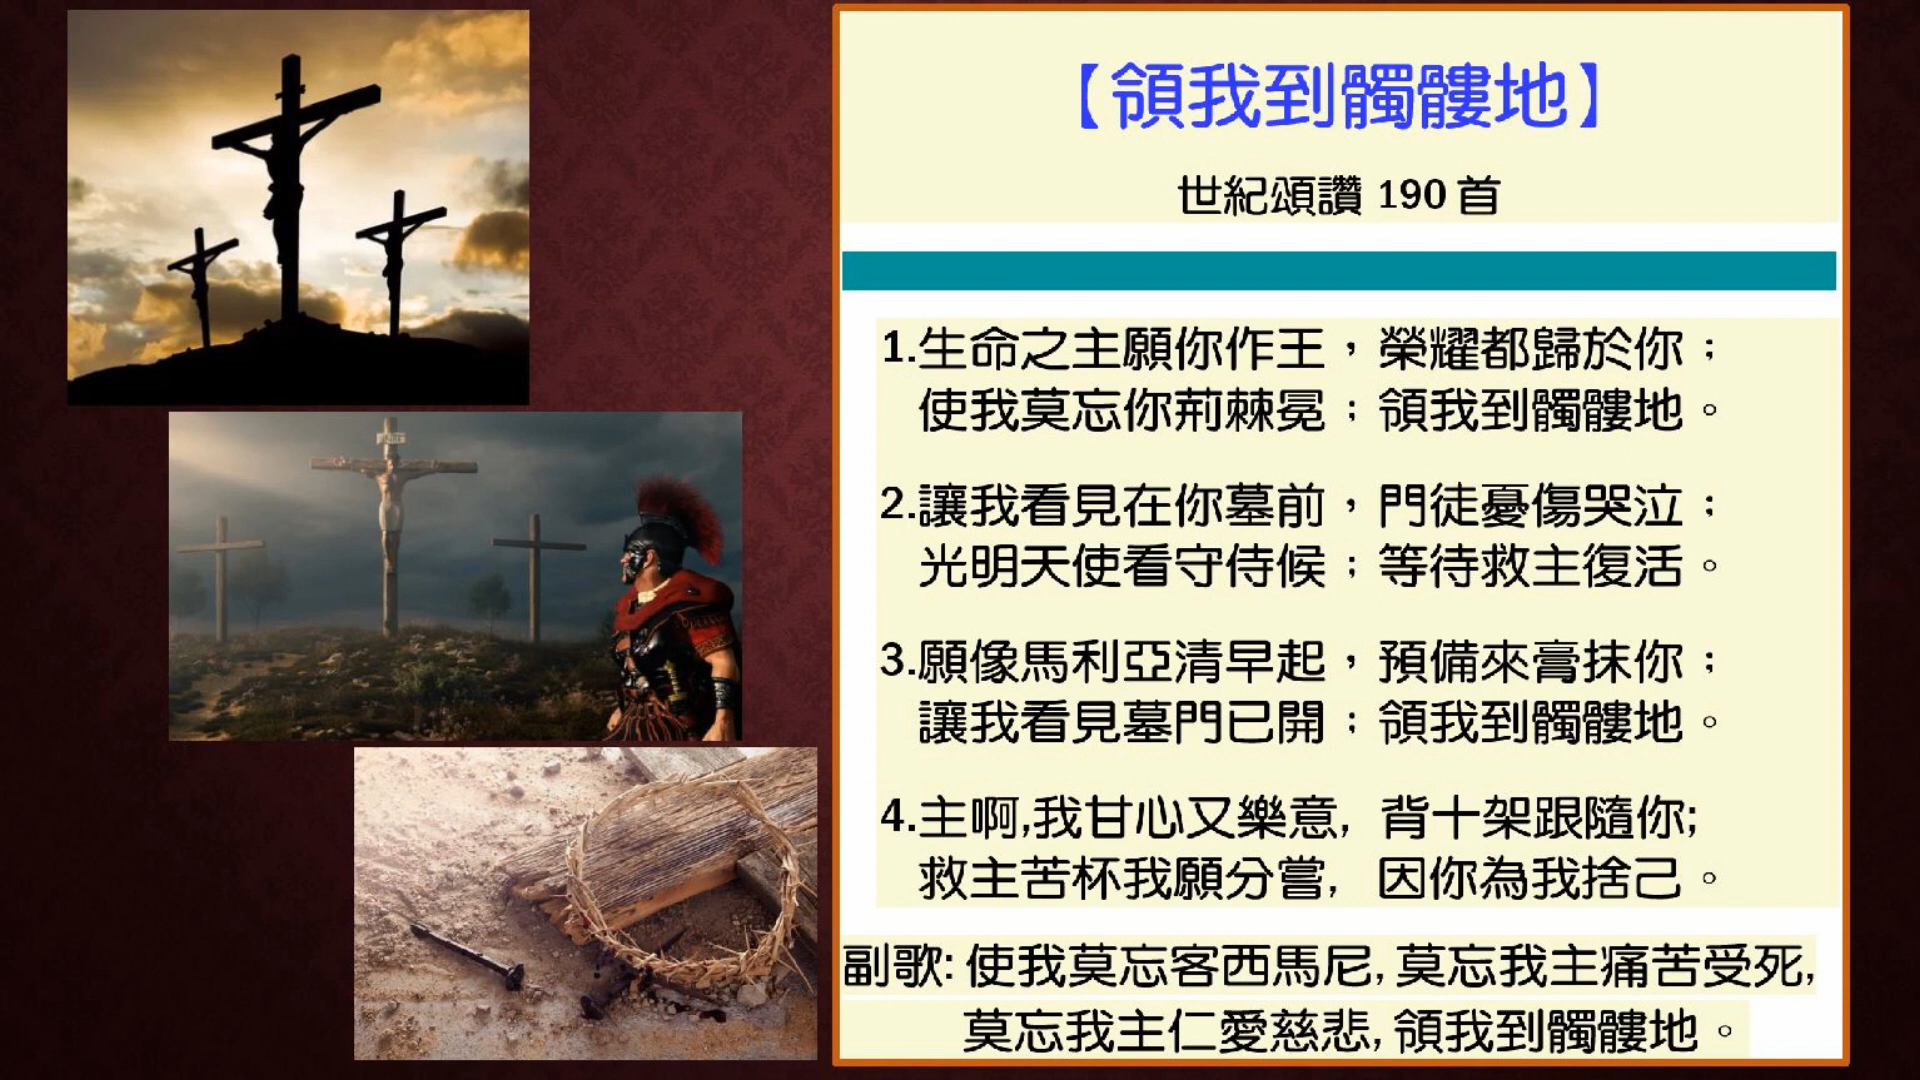 【領我到髑髏地】
世紀頌讚 190 首
1.生命之主願你作王，榮耀都歸於你；
使我莫忘你荊棘冕；領我到髑髏地。
2.讓我看見在你墓前，門徒憂傷哭泣；
光明天使看守侍候；等待救主復活。
3.願像馬利亞清早起，預備來膏抹你；
讓我看見墓門已開；領我到髑髏地。
4.主啊,我甘心又樂意, 背十架跟隨你;
救主苦杯我願分嘗, 因你為我捨己。
副歌: 使我莫忘客西馬尼, 莫忘我主痛苦受死,
莫忘我主仁愛慈悲, 領我到髑髏地。